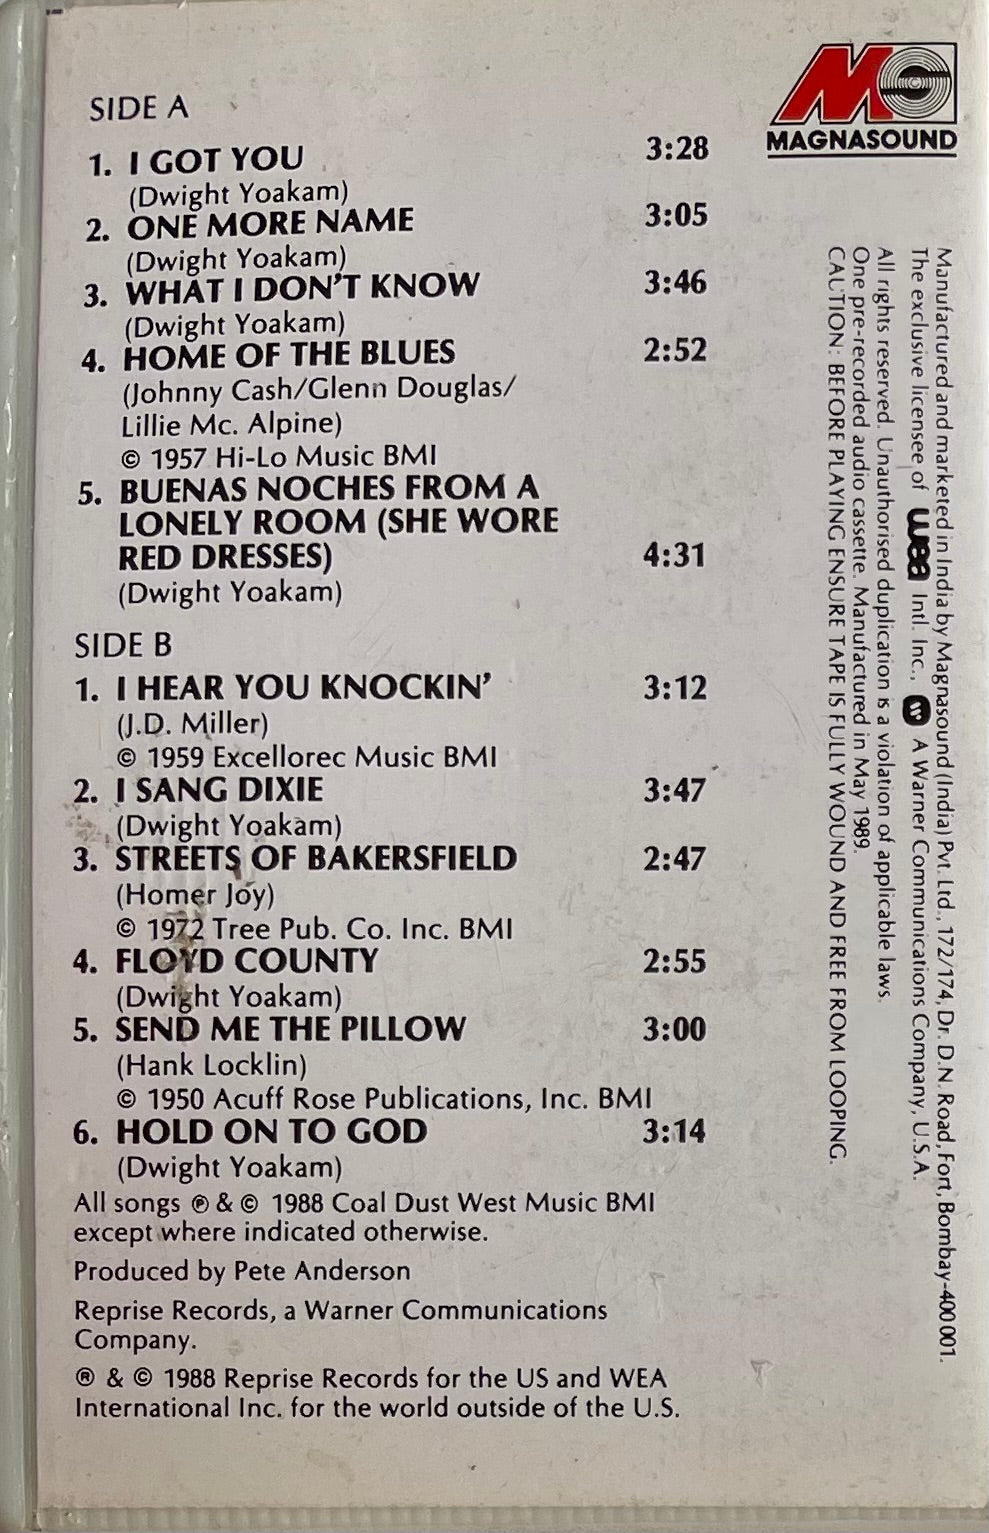 SIDE A
1. I GOT YOU 3:28
(Dwight Yoakam)
2. ONE MORE NAME 3:05
(Dwight Yoakam)
3. WHAT I DON'T KNOW 3:46
(Dwight Yoakam)
4. HOME OF THE BLUES 2:52
(Johnny Cash/Glenn Douglas/
Lillie Mc. Alpine)
© 1957 Hi-Lo Music BMI
5. BUENAS NOCHES FROM A
LONELY ROOM (SHE WORE
RED DRESSES) 4:31
(Dwight Yoakam)
SIDE B
1. I HEAR YOU KNOCKIN' 3:12
(J.D. Miller)
© 1959 Excellorec Music BMI
2. I SANG DIXIE 3:47
(Dwight Yoakam)
3. STREETS OF BAKERSFIELD 2:47
(Homer Joy)
© 1972 Tree Pub. Co. Inc. BMI
4. FLOYD COUNTY 2:55
(Dwight Yoakam)
5. SEND ME THE PILLOW 3:00
(Hank Locklin)
© 1950 Acuff Rose Publications, Inc. BMI
6. HOLD ON TO GOD 3:14
(Dwight Yoakam)
All songs ℗ & © 1988 Coal Dust West Music BMI
except where indicated otherwise.
Produced by Pete Anderson
Reprise Records, a Warner Communications
Company.
® & © 1988 Reprise Records for the US and WEA
International Inc. for the world outside of the U.S.
MG
MAGNASOUND
Manufactured and marketed in India by Magnasound (India) Pvt. Ltd., 172/174, Dr. D.N. Road, Fort, Bombay-400 001.
The exclusive licensee of wea Intl. Inc., W A Warner Communications Company, U.S.A.
All rights reserved. Unauthorised duplication is a violation of applicable laws.
One pre-recorded audio cassette. Manufactured in May 1989.
CAUTION: BEFORE PLAYING ENSURE TAPE IS FULLY WOUND AND FREE FROM LOOPING.